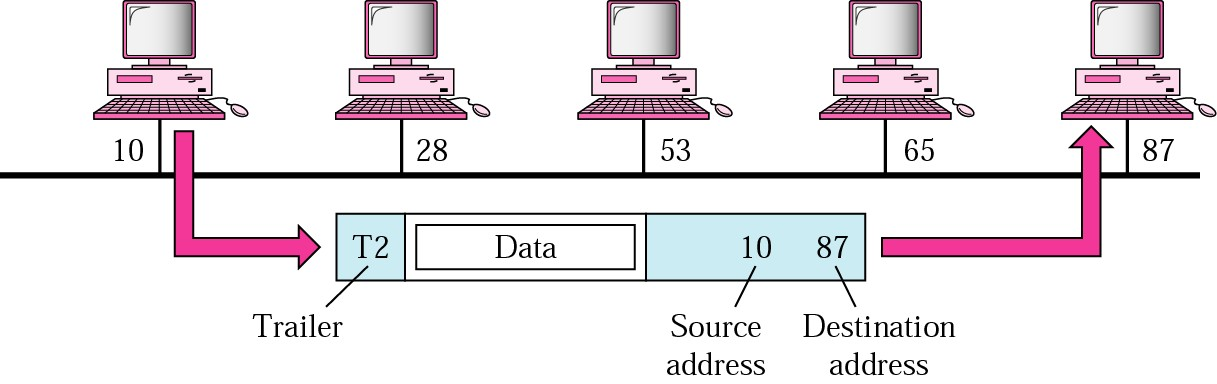 10 28 53 65 87
T2 Data 10 87
Trailer Source address Destination address